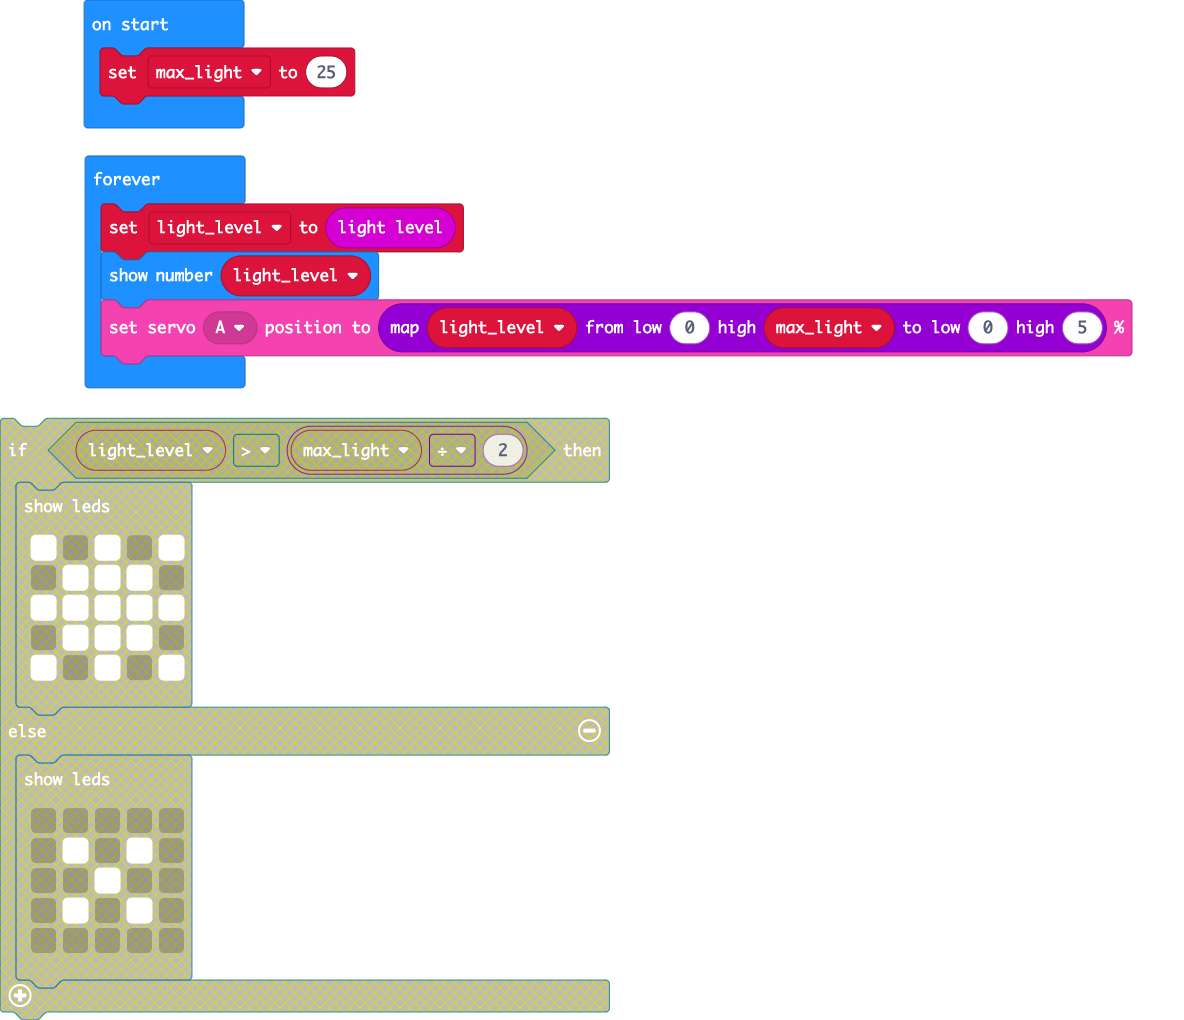 on start
set max_light to 25
forever
set light_level to light level
show number light_level
set servo A position to map light_level from low 0 high max_light to low 0 high 5 %
if light_level > max_light ÷ 2 then
show leds
else
show leds